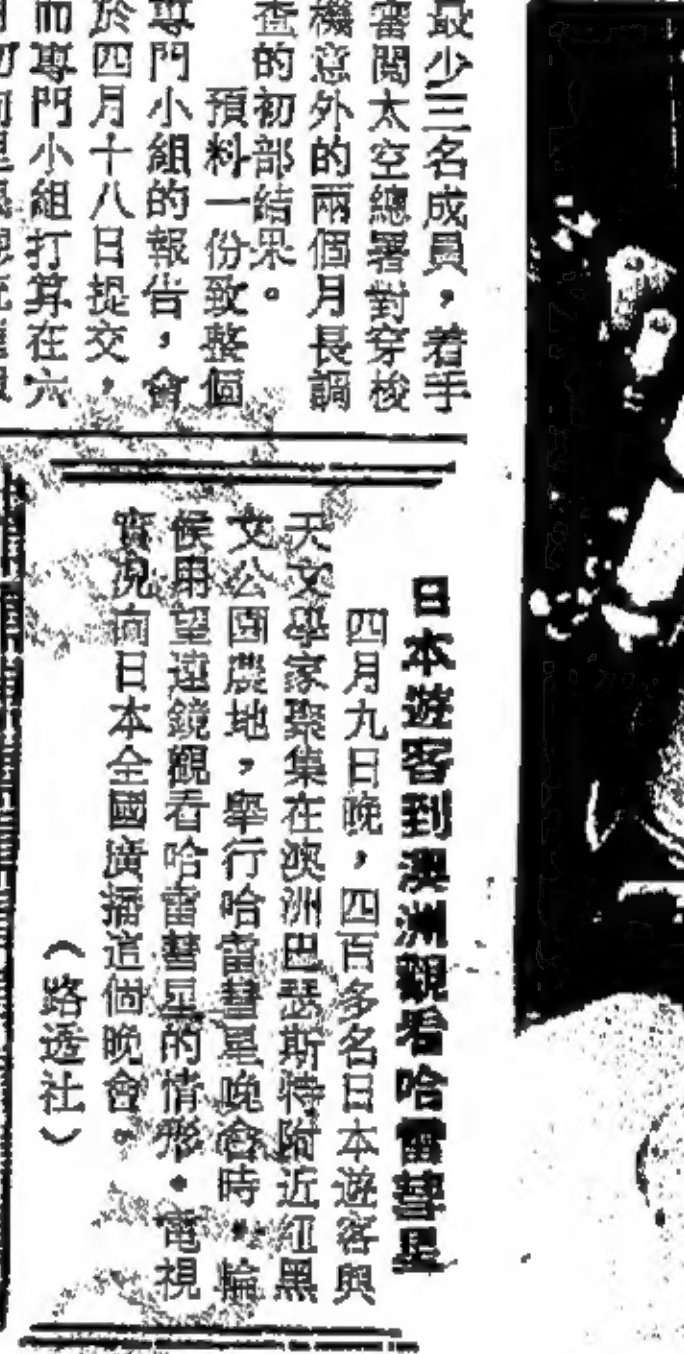 最少三名成員，着手
審閱太空總署對穿梭
機意外的兩個月長調
查的初部結果。
預料一份致整個
專門小組的報告，會
於四月十八日提交，
而專門小組打算在六
日本遊客到澳洲觀看哈雷彗星
四月九日晚，四百多名日本遊客與
天文學家聚集在澳洲巴瑟斯特附近紅黑
文公園農地，舉行哈雷彗星晚會時，輪
候用望遠鏡觀看哈雷彗星的情形。電視
實況向日本全國廣播這個晚會。
（路透社）